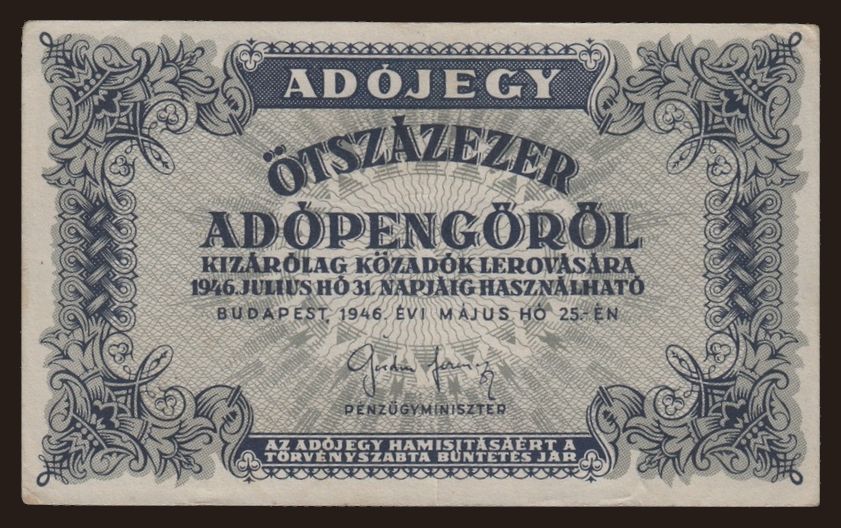 ADÓJEGY
ÖTSZÁZEZER
ADÓPENGŐRŐL
KIZÁRÓLAG KÖZADÓK LEROVÁSÁRA
1946. JULIUS HÓ 31. NAPJÁIG HASZNÁLHATÓ
BUDAPEST, 1946. ÉVI MÁJUS HÓ 25.-ÉN
PÉNZÜGYMINISZTER
AZ ADÓJEGY HAMISITÁSÁÉRT A
TÖRVÉNYSZABTA BÜNTETÉS JÁR